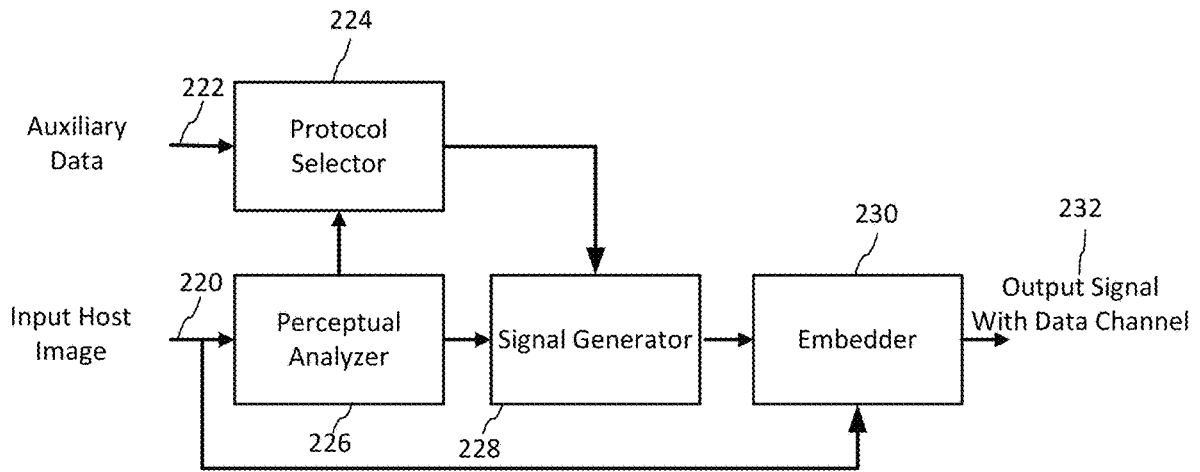 224
222
Auxiliary
Data
Protocol
Selector
230
232
220
Input Host
Image
Perceptual
Analyzer
Signal Generator
Embedder
Output Signal
With Data Channel
226
228